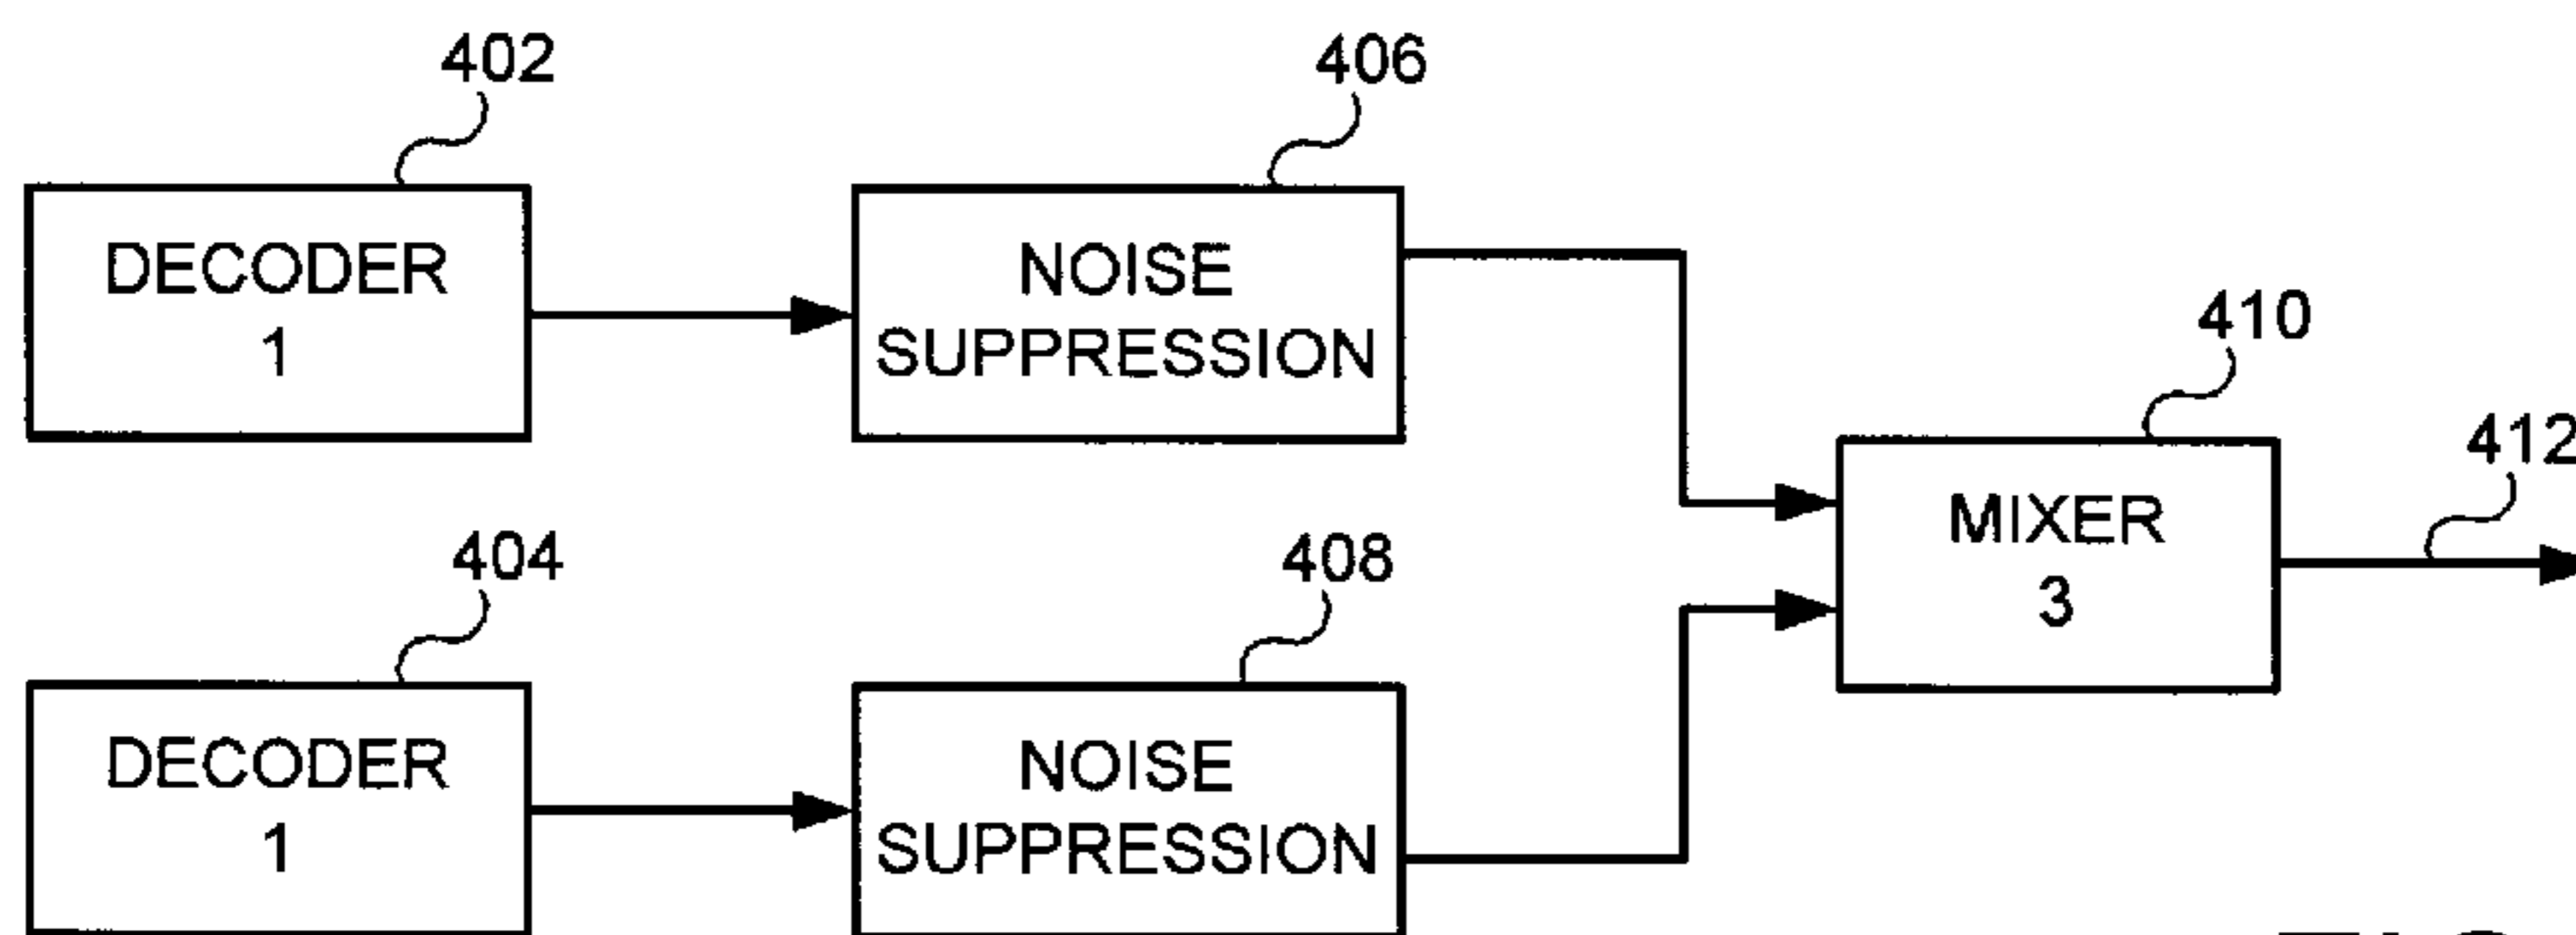 402
406
DECODER
1
NOISE
SUPPRESSION
410
412
MIXER
3
404
408
DECODER
1
NOISE
SUPPRESSION